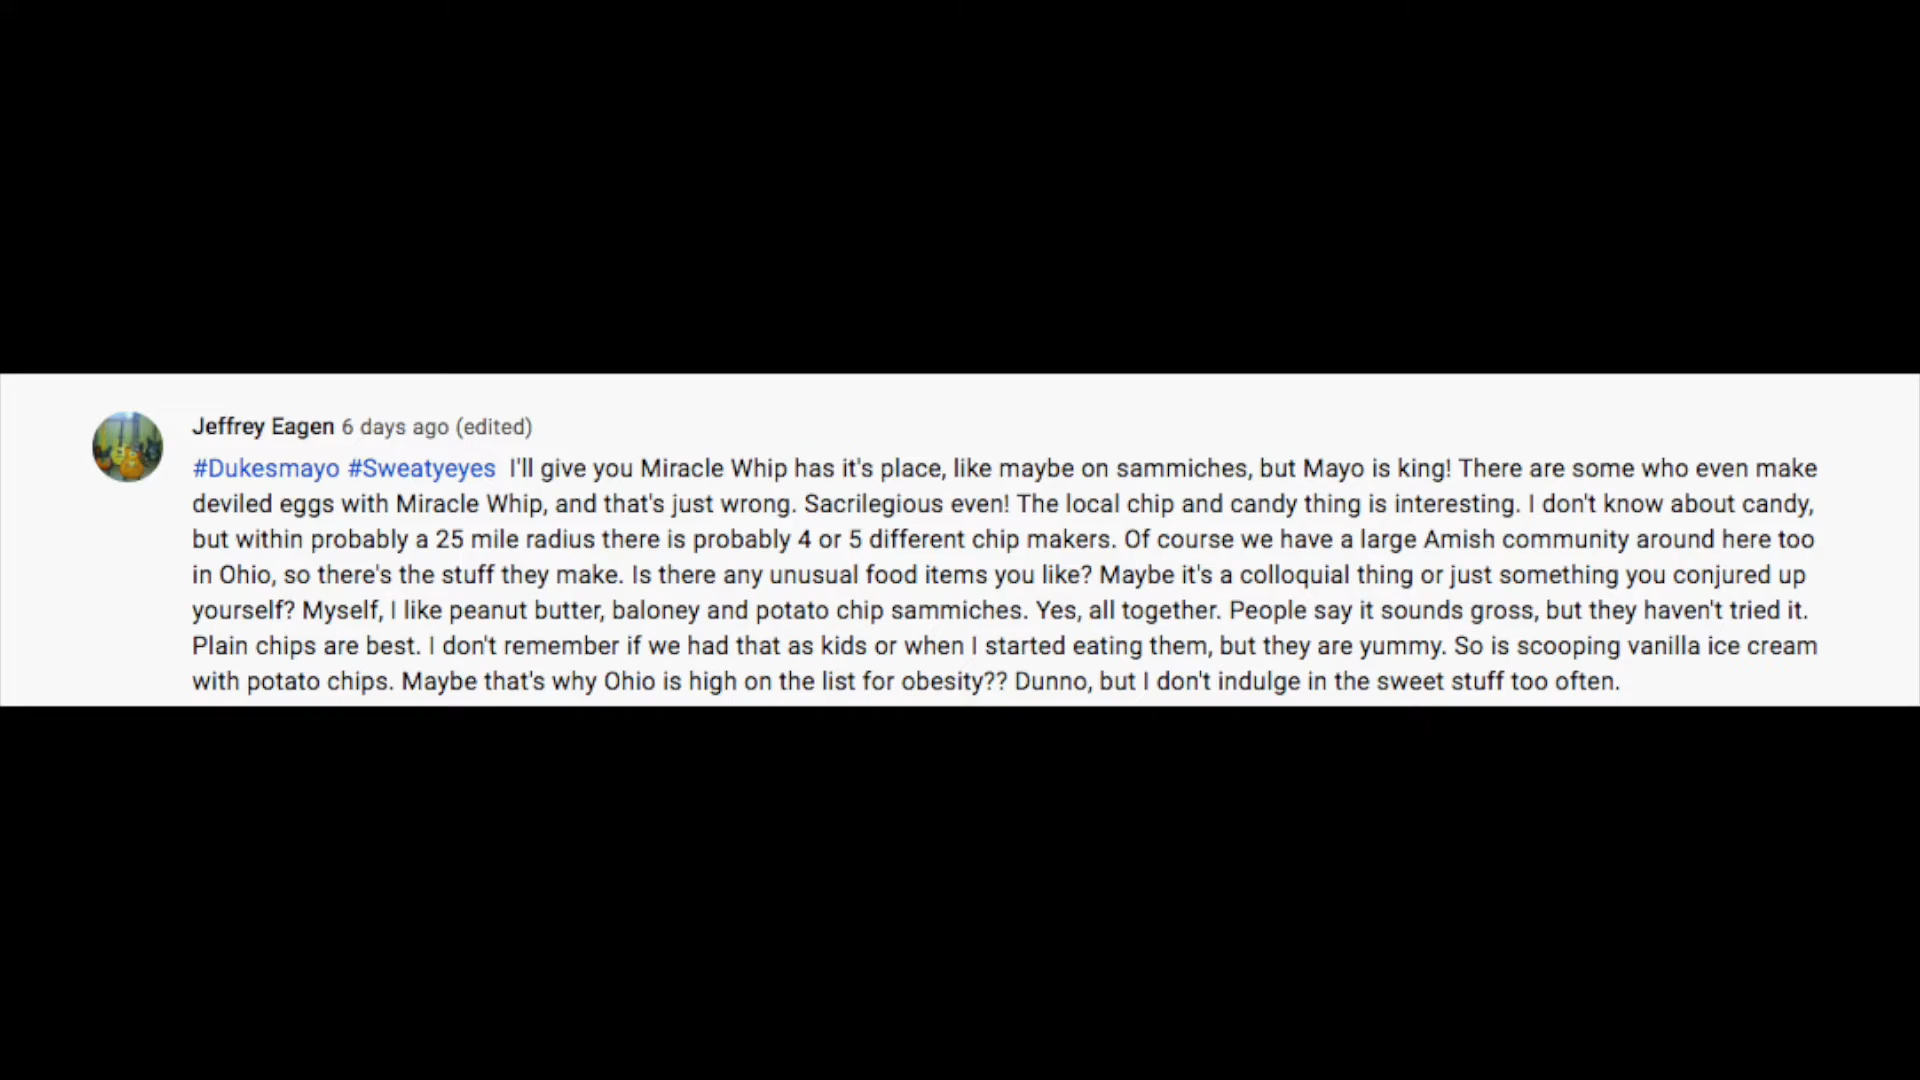 Jeffrey Eagen 6 days ago (edited)
#Dukesmayo #Sweatyeyes I'll give you Miracle Whip has it's place, like maybe on sammiches, but Mayo is king! There are some who even make
deviled eggs with Miracle Whip, and that's just wrong. Sacrilegious even! The local chip and candy thing is interesting. I don't know about candy,
but within probably a 25 mile radius there is probably 4 or 5 different chip makers. Of course we have a large Amish community around here too
in Ohio, so there's the stuff they make. Is there any unusual food items you like? Maybe it's a colloquial thing or just something you conjured up
yourself? Myself, I like peanut butter, baloney and potato chip sammiches. Yes, all together. People say it sounds gross, but they haven't tried it.
Plain chips are best. I don't remember if we had that as kids or when I started eating them, but they are yummy. So is scooping vanilla ice cream
with potato chips. Maybe that's why Ohio is high on the list for obesity?? Dunno, but I don't indulge in the sweet stuff too often.